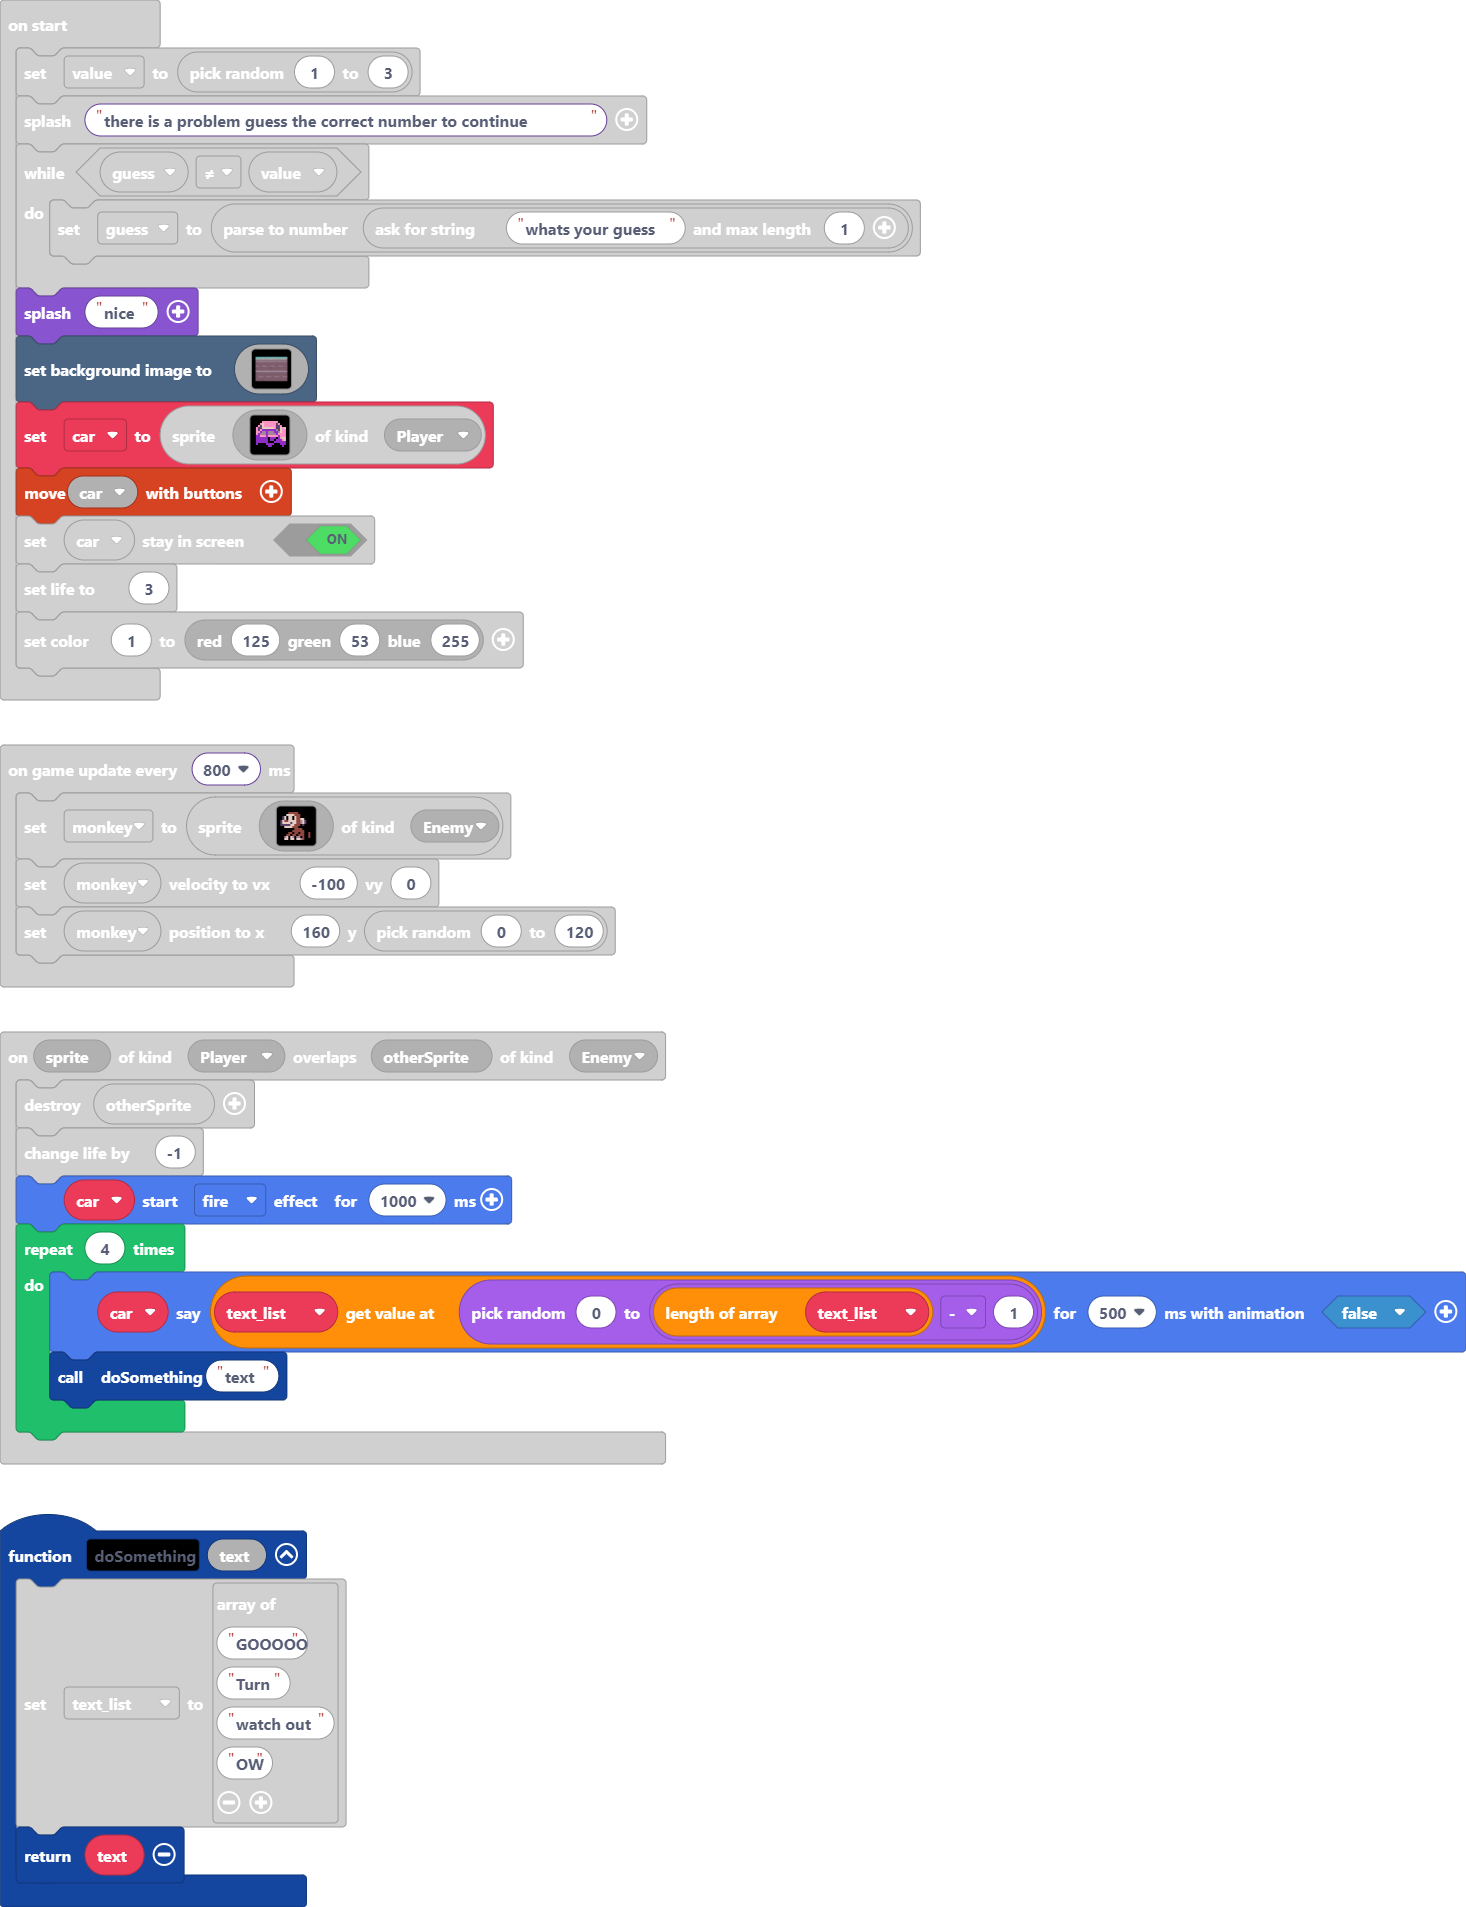 on start
set value to pick random 1 to 3
splash "there is a problem guess the correct number to continue"
while guess ≠ value
do set guess to parse to number ask for string "whats your guess" and max length 1
splash "nice"
set background image to
set car to sprite of kind Player
move car with buttons
set car stay in screen ON
set life to 3
set color 1 to red 125 green 53 blue 255
on game update every 800 ms
set monkey to sprite of kind Enemy
set monkey velocity to vx -100 vy 0
set monkey position to x 160 y pick random 0 to 120
on sprite of kind Player overlaps otherSprite of kind Enemy
destroy otherSprite
change life by -1
car start fire effect for 1000 ms
repeat 4 times
do
car say text_list get value at pick random 0 to length of array text_list - 1 for 500 ms with animation false
call doSomething "text"
function doSomething text
array of
"GOOOOO"
"Turn"
set text_list to
"watch out"
"OW"
return text